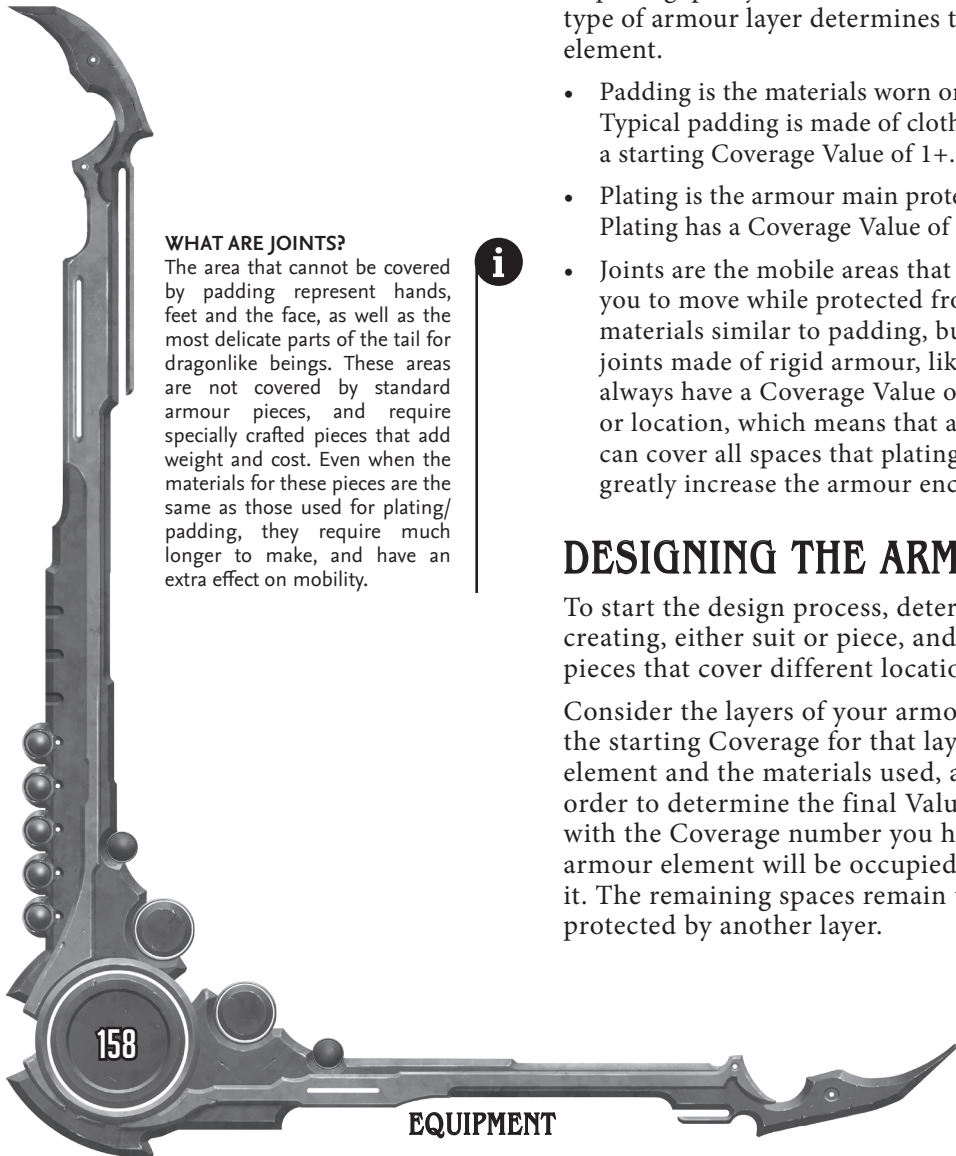 type of armour layer determines t
element.
• Padding is the materials worn or
Typical padding is made of cloth
a starting Coverage Value of 1+.
• Plating is the armour main prote
Plating has a Coverage Value of
• Joints are the mobile areas that
you to move while protected fro
materials similar to padding, bu
joints made of rigid armour, lik
always have a Coverage Value o
or location, which means that a
can cover all spaces that plating
greatly increase the armour enc
WHAT ARE JOINTS?
The area that cannot be covered
by padding represent hands,
feet and the face, as well as the
most delicate parts of the tail for
dragonlike beings. These areas
are not covered by standard
armour pieces, and require
specially crafted pieces that add
weight and cost. Even when the
materials for these pieces are the
same as those used for plating/
padding, they require much
longer to make, and have an
extra effect on mobility.
i
DESIGNING THE ARM
To start the design process, deter
creating, either suit or piece, and
pieces that cover different locatio
Consider the layers of your armo
the starting Coverage for that lay
element and the materials used, a
order to determine the final Valu
with the Coverage number you h
armour element will be occupied
it. The remaining spaces remain
protected by another layer.
158
EQUIPMENT